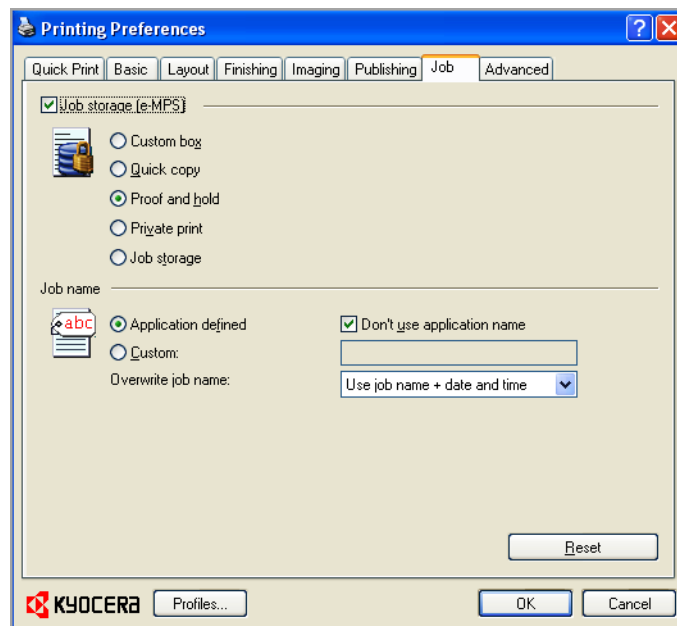 Printing Preferences
Quick Print Basic Layout Finishing Imaging Publishing Job Advanced
Job storage (e-MPS)
Custom box
Quick copy
Proof and hold
Private print
Job storage
Job name
abc Application defined Don't use application name
Custom:
Overwrite job name: Use job name + date and time
Reset
KYOCERA Profiles... OK Cancel